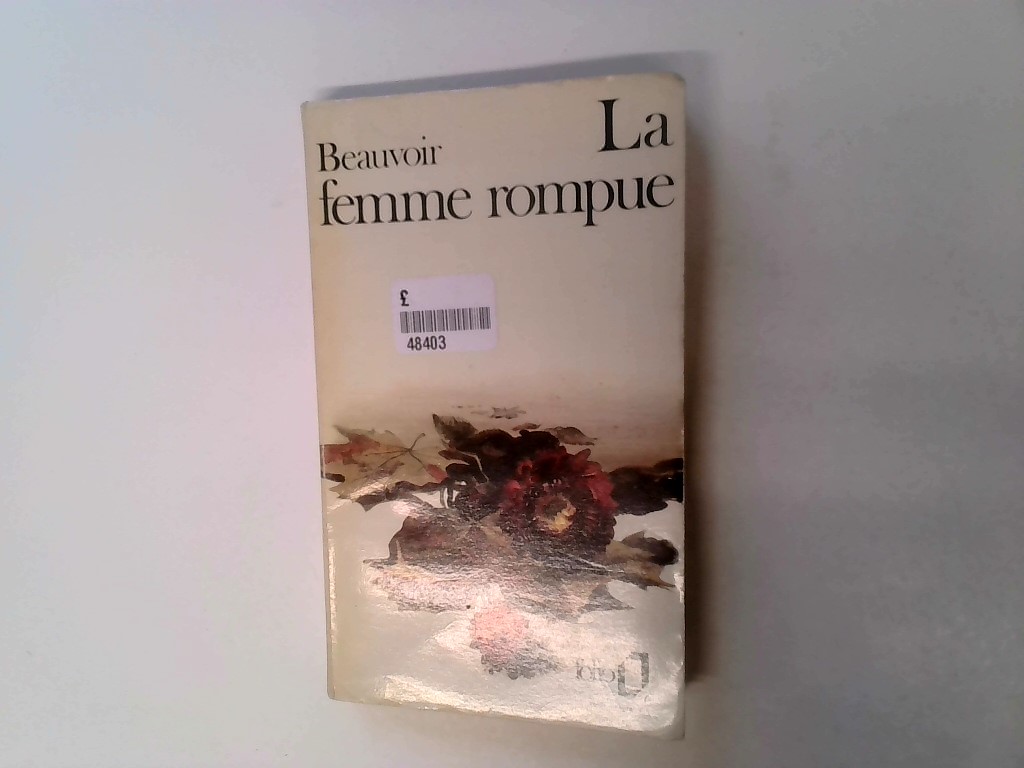 La
Beauvoir
femme rompue
£
48403
folio